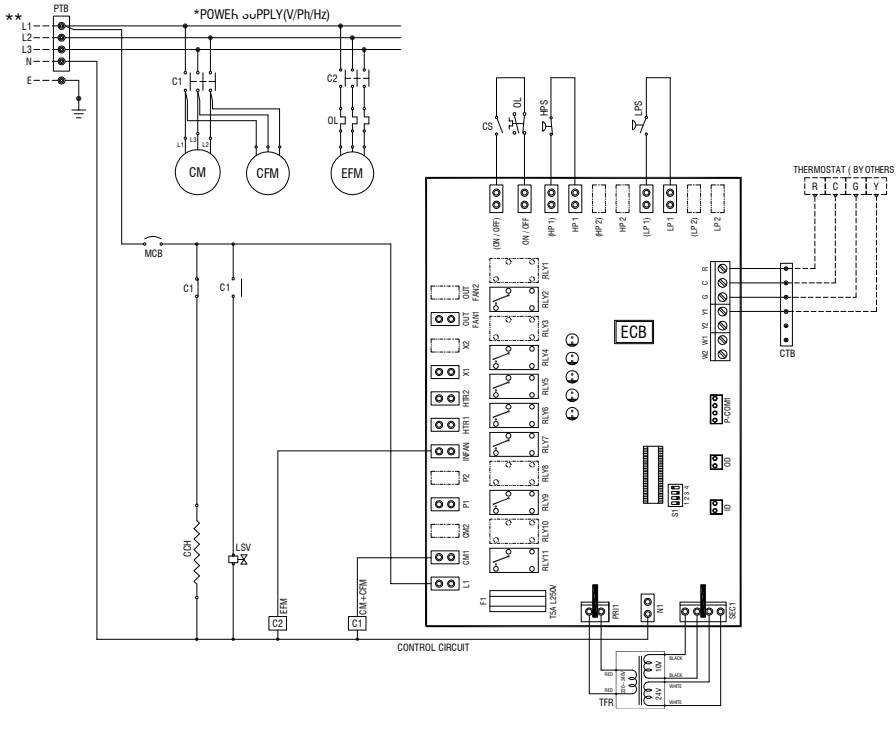 PTB
*POWER SUPPLY(V/Ph/Hz)
**
L1
L2
L3
N
E
C1
C2
OL
L1
L3
L2
CM
CFM
EFM
CS
OL
HPS
LPS
THERMOSTAT ( BY OTHERS
R
C
G
Y
(ON / OFF)
ON / OFF
(HP 1)
HP 1
(HP 2)
HP 2
(LP 1)
LP 1
(LP 2)
LP 2
MCB
C1
C1
OUT
FAN2
OUT
FAN1
X2
X1
HTR2
HTR1
INFAN
P2
P1
CM2
CM1
L1
RLY1
RLY2
RLY3
RLY4
RLY5
RLY6
RLY7
RLY8
RLY9
RLY10
RLY11
ECB
R
C
G
Y1
Y2
W1
W2
CTB
P-COM1
OD
ID
S1
1 2 3 4
CCH
LSV
EFM
C2
CM +CFM
C1
F1
T5A L250V
PRI1
N1
SEC1
CONTROL CIRCUIT
RED
RED
220~240V
10V
24V
BLACK
BLACK
WHITE
WHITE
TFR